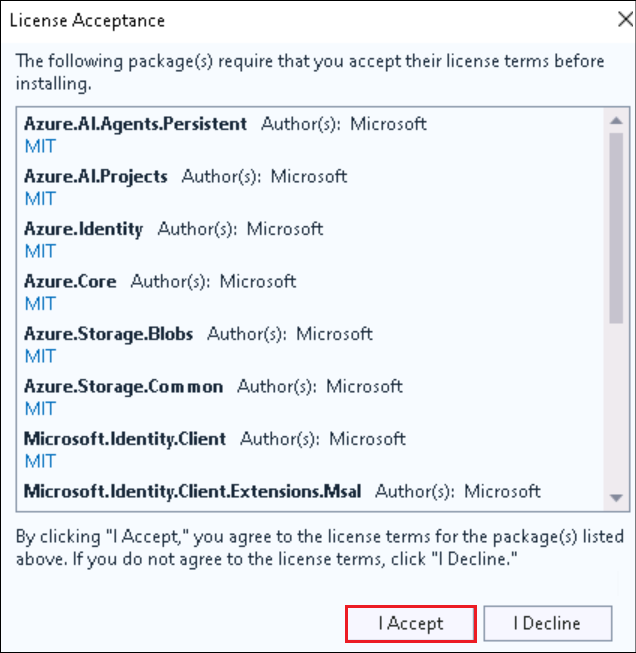 License Acceptance
The following package(s) require that you accept their license terms before
installing.
Azure.AI.Agents.Persistent Author(s): Microsoft
MIT
Azure.AI.Projects Author(s): Microsoft
MIT
Azure.Identity Author(s): Microsoft
MIT
Azure.Core Author(s): Microsoft
MIT
Azure.Storage.Blobs Author(s): Microsoft
MIT
Azure.Storage.Common Author(s): Microsoft
MIT
Microsoft.Identity.Client Author(s): Microsoft
MIT
Microsoft.Identity.Client.Extensions.Msal Author(s): Microsoft
By clicking "I Accept," you agree to the license terms for the package(s) listed
above. If you do not agree to the license terms, click "I Decline."
I Accept I Decline